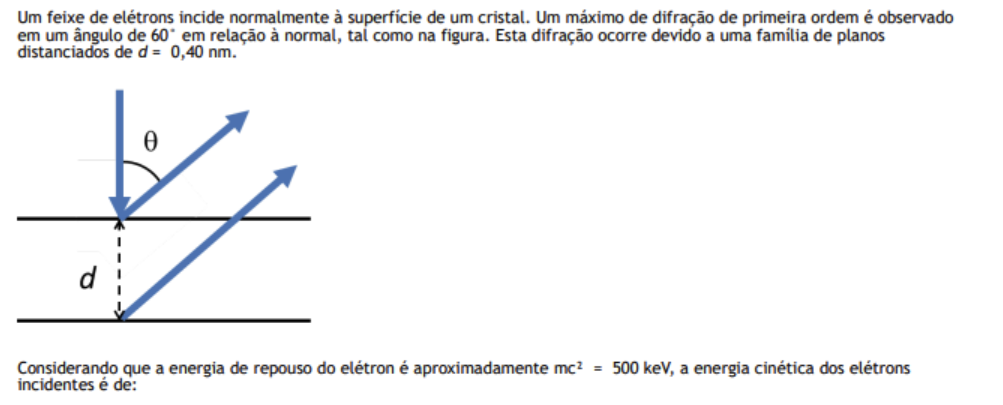 Um feixe de elétrons incide normalmente à superfície de um cristal. Um máximo de difração de primeira ordem é observado
em um ângulo de 60° em relação à normal, tal como na figura. Esta difração ocorre devido a uma família de planos
distanciados de d = 0,40 nm.
θ
d
Considerando que a energia de repouso do elétron é aproximadamente mc² = 500 keV, a energia cinética dos elétrons
incidentes é de: